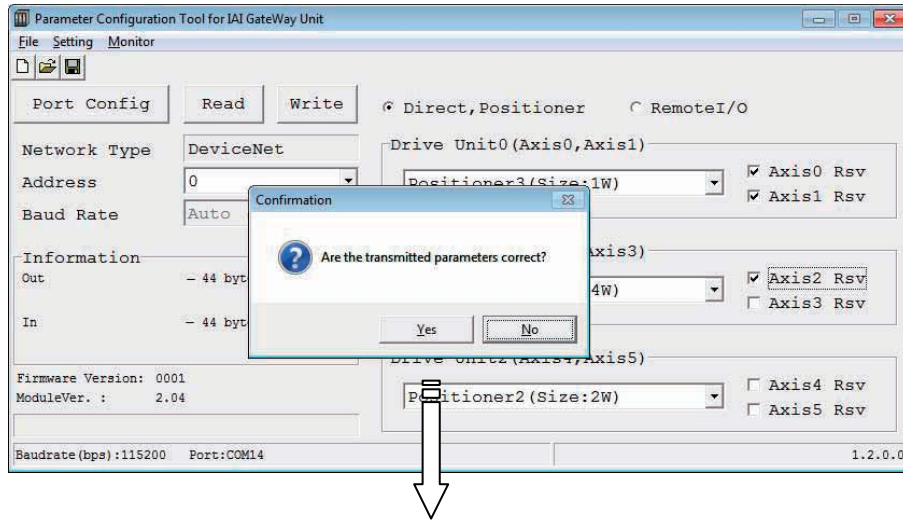 Parameter Configuration Tool for IAI GateWay Unit
File Setting Monitor
Port Config Read Write Direct,Positioner RemoteI/O
Network Type DeviceNet
Address 0
Baud Rate Auto
Drive Unit0(Axis0,Axis1)
Positioner3(Size:1W)
Axis0 Rsv
Axis1 Rsv
Confirmation
Are the transmitted parameters correct?
Yes No
Information
Out - 44 byt
In - 44 byt
xis3)
4W)
Axis2 Rsv
Axis3 Rsv
Drive Unit2(Axis4,Axis5)
Positioner2(Size:2W)
Axis4 Rsv
Axis5 Rsv
Firmware Version: 0001
ModuleVer. : 2.04
Baudrate(bps):115200 Port:COM14 1.2.0.0